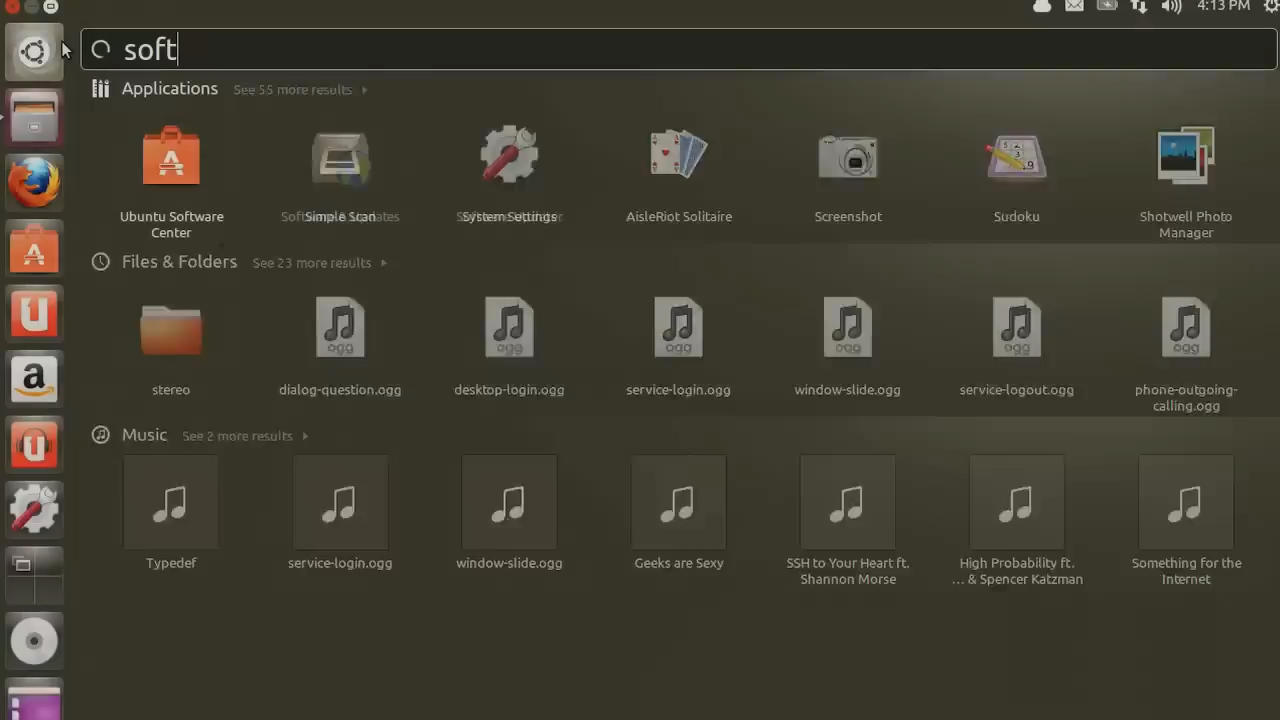 4:13 PM
soft
Applications See 55 more results
Ubuntu Software Center
Simple Scan
System Settings
AisleRiot Solitaire
Screenshot
Sudoku
Shotwell Photo Manager
Files & Folders See 23 more results
stereo
dialog-question.ogg
desktop-login.ogg
service-login.ogg
window-slide.ogg
service-logout.ogg
phone-outgoing-calling.ogg
Music See 2 more results
Typedef
service-login.ogg
window-slide.ogg
Geeks are Sexy
SSH to Your Heart ft. Shannon Morse
High Probability ft. ... & Spencer Katzman
Something for the Internet